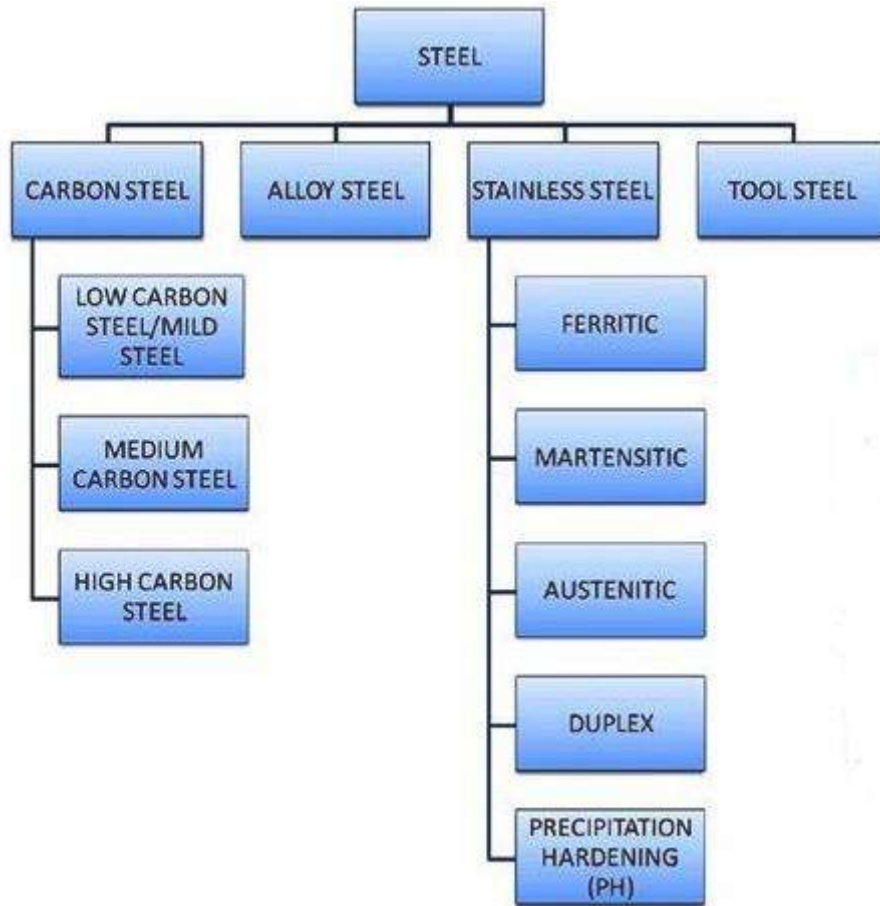 STEEL
CARBON STEEL
ALLOY STEEL
STAINLESS STEEL
TOOL STEEL
LOW CARBON
STEEL/MILD
STEEL
MEDIUM
CARBON STEEL
HIGH CARBON
STEEL
FERRITIC
MARTENSITIC
AUSTENITIC
DUPLEX
PRECIPITATION
HARDENING
(PH)